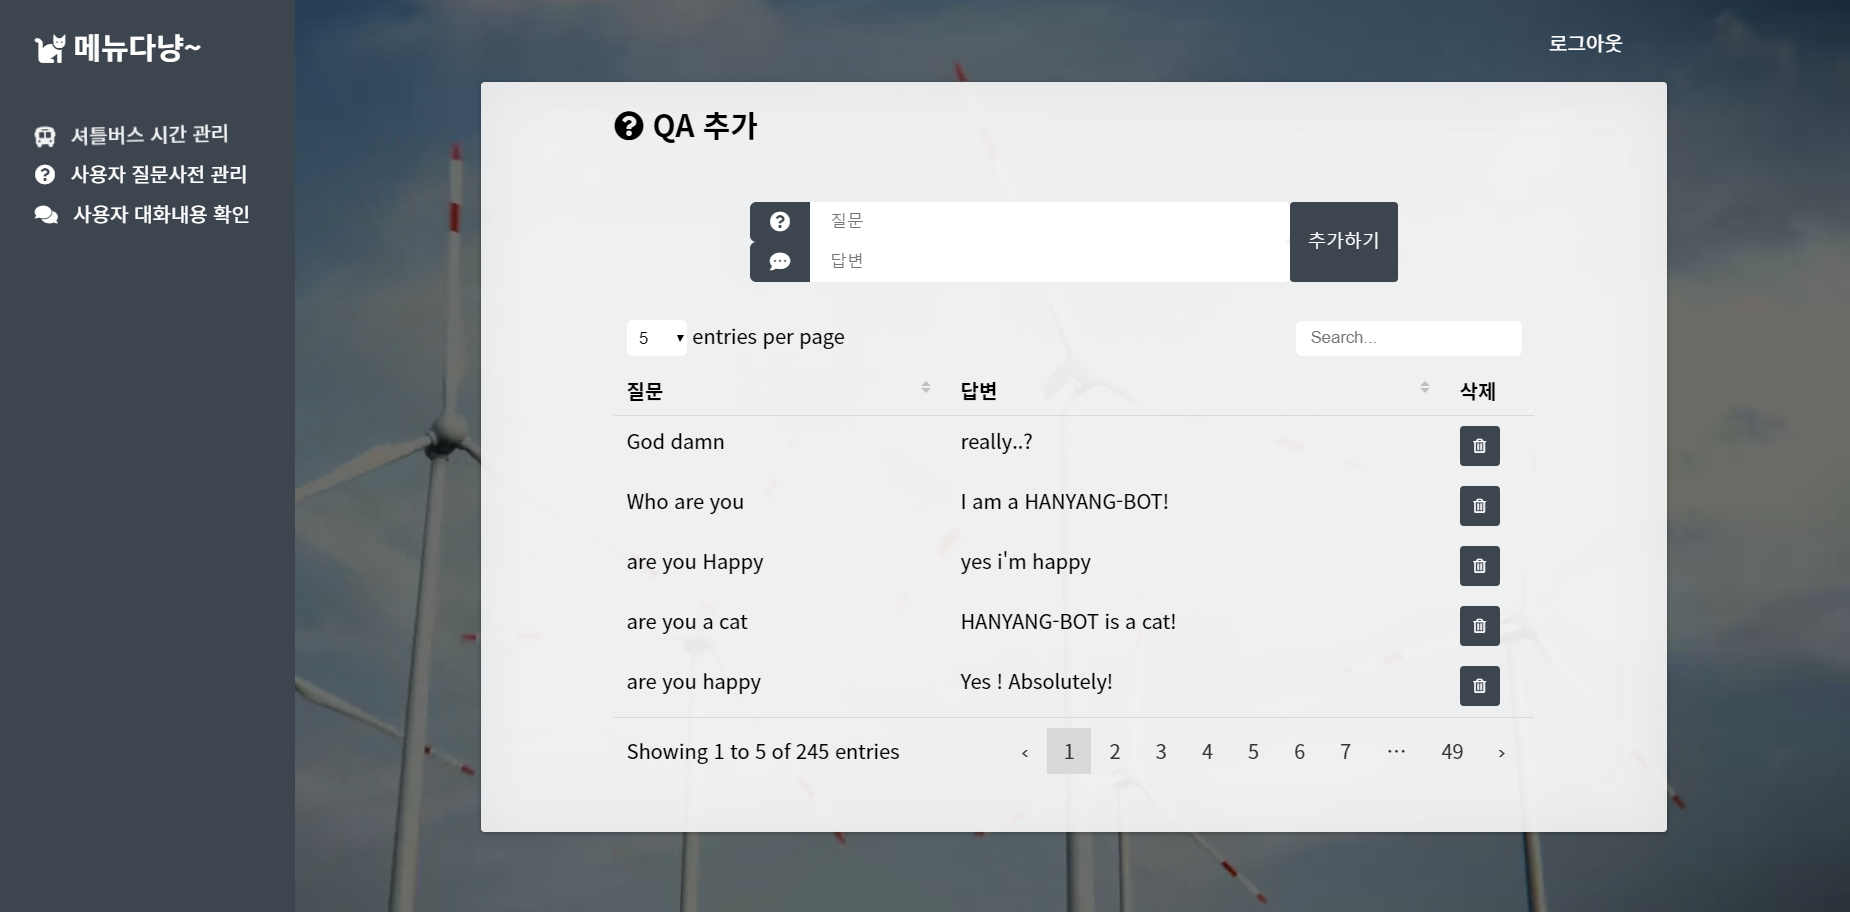 메뉴다냥~
로그아웃
셔틀버스 시간 관리
사용자 질문사전 관리
사용자 대화내용 확인
QA 추가
질문
답변
추가하기
5 entries per page
Search...
질문 답변 삭제
God damn really..?
Who are you I am a HANYANG-BOT!
are you Happy yes i'm happy
are you a cat HANYANG-BOT is a cat!
are you happy Yes ! Absolutely!
Showing 1 to 5 of 245 entries ‹ 1 2 3 4 5 6 7 … 49 ›